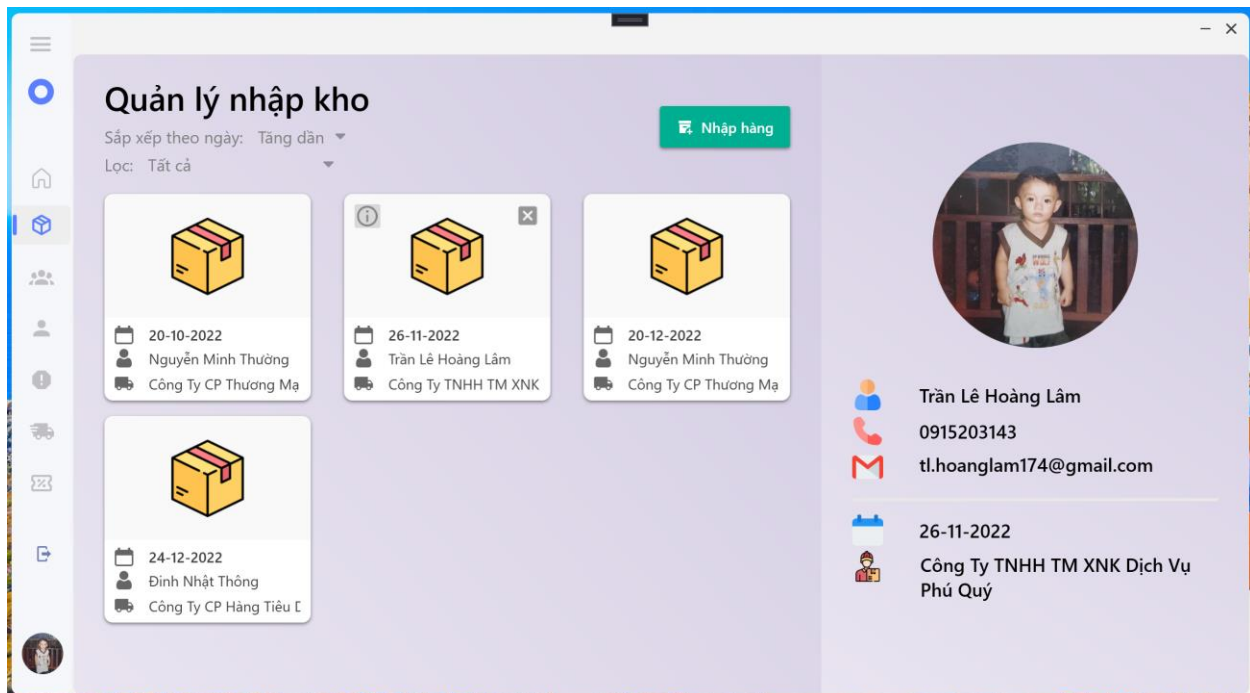 Quản lý nhập kho
Sắp xếp theo ngày: Tăng dần
Lọc: Tất cả
Nhập hàng
20-10-2022
Nguyễn Minh Thường
Công Ty CP Thương Mạ
26-11-2022
Trần Lê Hoàng Lâm
Công Ty TNHH TM XNK
20-12-2022
Nguyễn Minh Thường
Công Ty CP Thương Mạ
24-12-2022
Đinh Nhật Thông
Công Ty CP Hàng Tiêu D
Trần Lê Hoàng Lâm
0915203143
tl.hoanglam174@gmail.com
26-11-2022
Công Ty TNHH TM XNK Dịch Vụ
Phú Quý